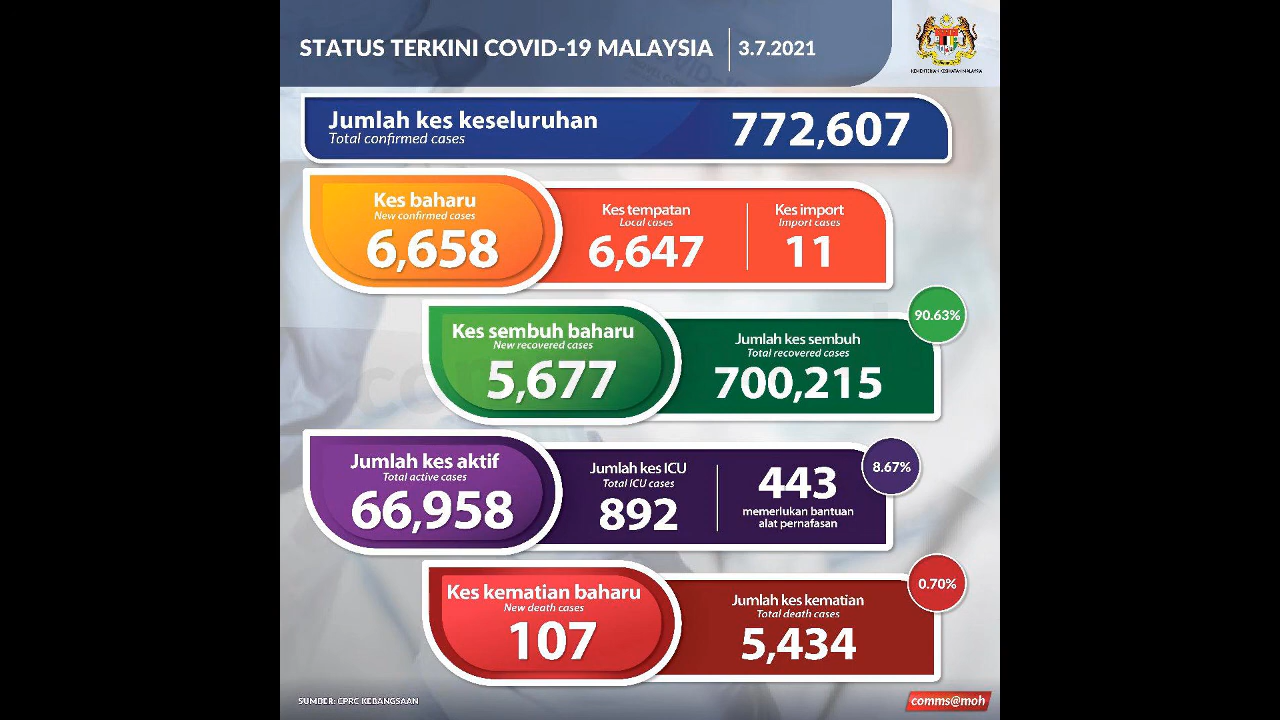 STATUS TERKINI COVID-19 MALAYSIA
3.7.2021
KEMENTERIAN KESIHATAN MALAYSIA
Jumlah kes keseluruhan
Total confirmed cases
772,607
Kes baharu
New confirmed cases
6,658
Kes tempatan
Local cases
6,647
Kes import
Import cases
11
Kes sembuh baharu
New recovered cases
5,677
Jumlah kes sembuh
Total recovered cases
700,215
90.63%
Jumlah kes aktif
Total active cases
66,958
Jumlah kes ICU
Total ICU cases
892
443
memerlukan bantuan
alat pernafasan
8.67%
Kes kematian baharu
New death cases
107
Jumlah kes kematian
Total death cases
5,434
0.70%
SUMBER: CPRC KEBANGSAAN
comms@moh